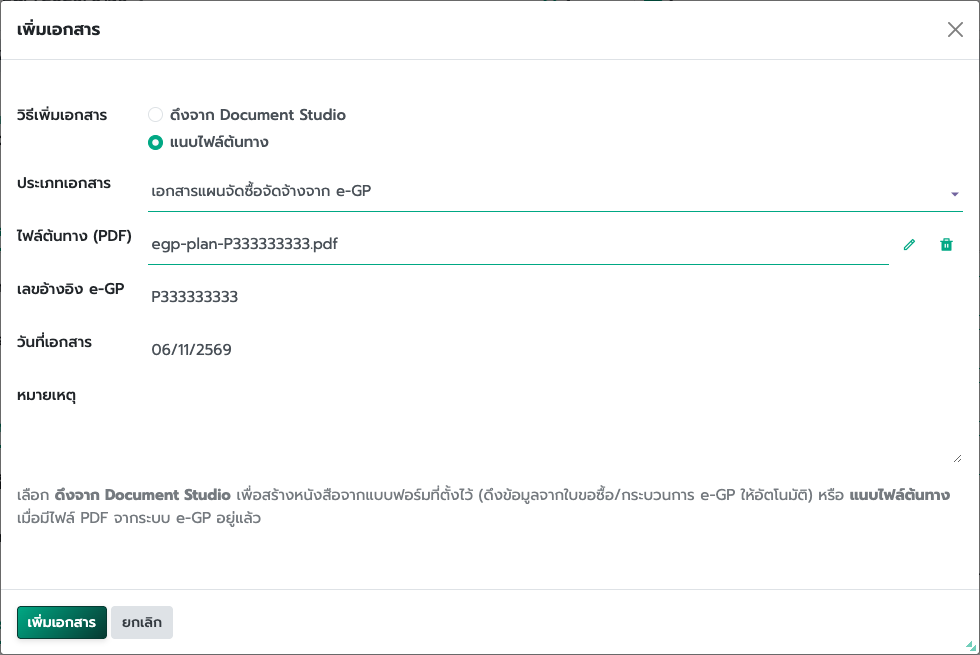 เพิ่มเอกสาร
วิธีเพิ่มเอกสาร
ดึงจาก Document Studio
แนบไฟล์ต้นทาง
ประเภทเอกสาร
เอกสารแผนจัดซื้อจัดจ้างจาก e-GP
ไฟล์ต้นทาง (PDF)
egp-plan-P333333333.pdf
เลขอ้างอิง e-GP
P333333333
วันที่เอกสาร
06/11/2569
หมายเหตุ
เลือก ดึงจาก Document Studio เพื่อสร้างหนังสือจากแบบฟอร์มที่ตั้งไว้ (ดึงข้อมูลจากใบขอซื้อ/กระบวนการ e-GP ให้อัตโนมัติ) หรือ แนบไฟล์ต้นทาง
เมื่อมีไฟล์ PDF จากระบบ e-GP อยู่แล้ว
เพิ่มเอกสาร
ยกเลิก